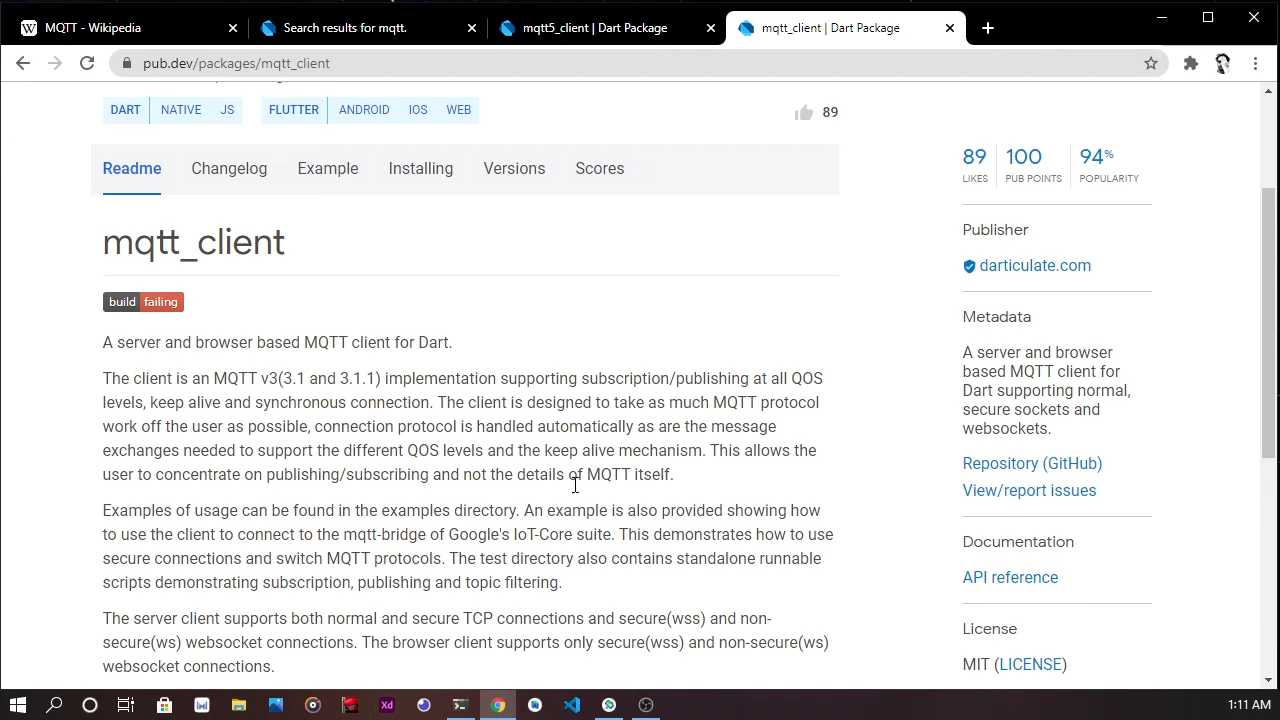 MQTT - Wikipedia
Search results for mqtt.
mqtt5_client | Dart Package
mqtt_client | Dart Package
pub.dev/packages/mqtt_client
DART NATIVE JS FLUTTER ANDROID IOS WEB
89
Readme Changelog Example Installing Versions Scores
mqtt_client
build failing
A server and browser based MQTT client for Dart.
The client is an MQTT v3(3.1 and 3.1.1) implementation supporting subscription/publishing at all QOS
levels, keep alive and synchronous connection. The client is designed to take as much MQTT protocol
work off the user as possible, connection protocol is handled automatically as are the message
exchanges needed to support the different QOS levels and the keep alive mechanism. This allows the
user to concentrate on publishing/subscribing and not the details of MQTT itself.
Examples of usage can be found in the examples directory. An example is also provided showing how
to use the client to connect to the mqtt-bridge of Google's IoT-Core suite. This demonstrates how to use
secure connections and switch MQTT protocols. The test directory also contains standalone runnable
scripts demonstrating subscription, publishing and topic filtering.
The server client supports both normal and secure TCP connections and secure(wss) and non-
secure(ws) websocket connections. The browser client supports only secure(wss) and non-secure(ws)
websocket connections.
89 100 94%
LIKES PUB POINTS POPULARITY
Publisher
darticulate.com
Metadata
A server and browser
based MQTT client for
Dart supporting normal,
secure sockets and
websockets.
Repository (GitHub)
View/report issues
Documentation
API reference
License
MIT (LICENSE)
Xd
1:11 AM